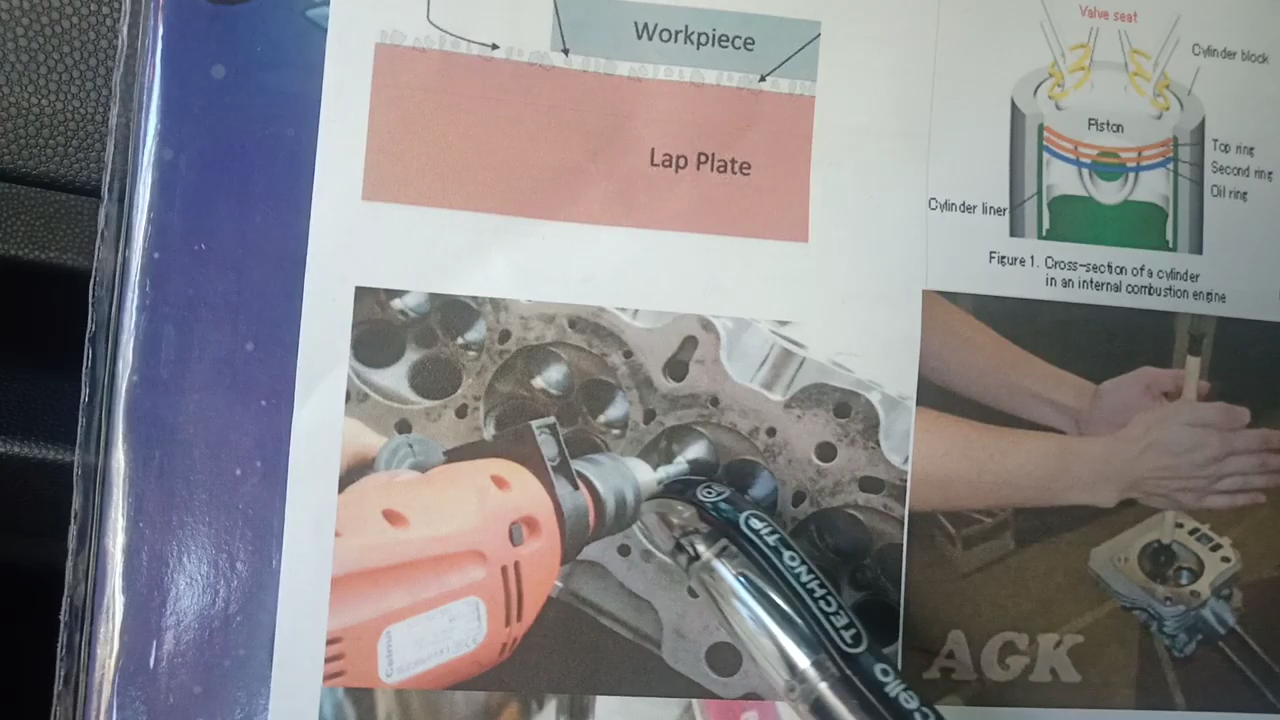 Workpiece
Lap Plate
Valve seat
Cylinder block
Piston
Top ring
Second ring
Oil ring
Cylinder liner
Figure 1. Cross-section of a cylinder
in an internal combustion engine
TECHNO-TIP
cello
AGK